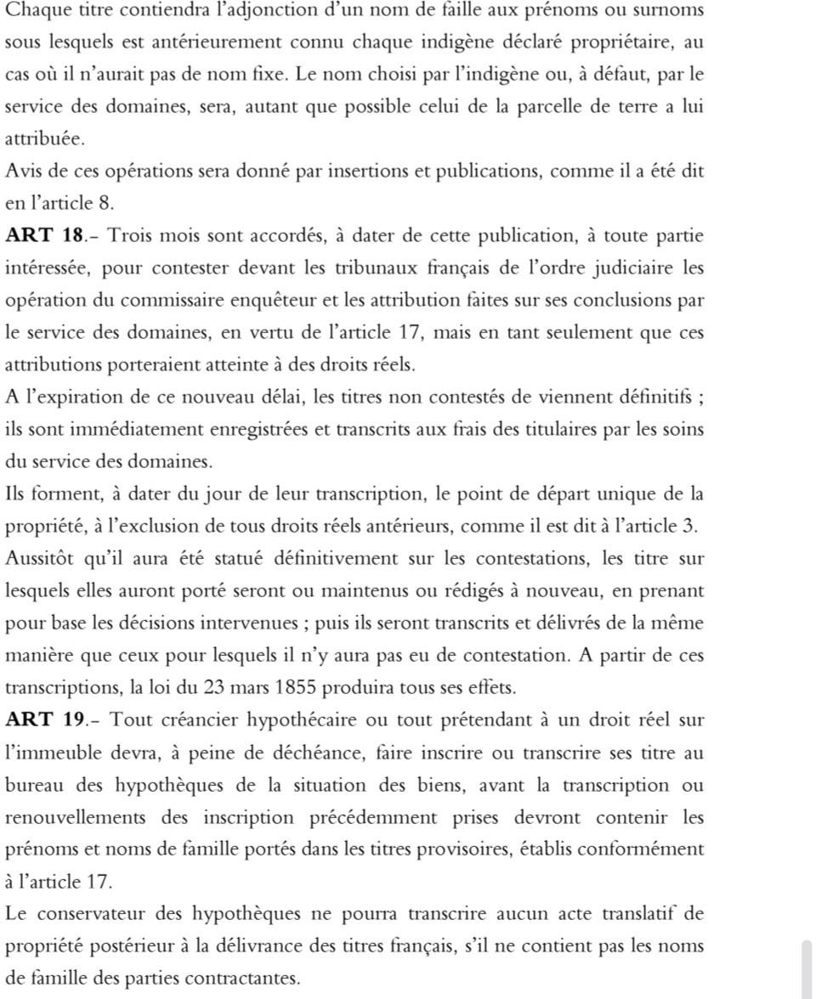 Chaque titre contiendra l'adjonction d'un nom de faille aux prénoms ou surnoms
sous lesquels est antérieurement connu chaque indigène déclaré propriétaire, au
cas où il n'aurait pas de nom fixe. Le nom choisi par l'indigène ou, à défaut, par le
service des domaines, sera, autant que possible celui de la parcelle de terre a lui
attribuée.
Avis de ces opérations sera donné par insertions et publications, comme il a été dit
en l'article 8.
ART 18.- Trois mois sont accordés, à dater de cette publication, à toute partie
intéressée, pour contester devant les tribunaux français de l'ordre judiciaire les
opération du commissaire enquêteur et les attribution faites sur ses conclusions par
le service des domaines, en vertu de l'article 17, mais en tant seulement que ces
attributions porteraient atteinte à des droits réels.
A l'expiration de ce nouveau délai, les titres non contestés de viennent définitifs ;
ils sont immédiatement enregistrées et transcrits aux frais des titulaires par les soins
du service des domaines.
Ils forment, à dater du jour de leur transcription, le point de départ unique de la
propriété, à l'exclusion de tous droits réels antérieurs, comme il est dit à l'article 3.
Aussitôt qu'il aura été statué définitivement sur les contestations, les titre sur
lesquels elles auront porté seront ou maintenus ou rédigés à nouveau, en prenant
pour base les décisions intervenues ; puis ils seront transcrits et délivrés de la même
manière que ceux pour lesquels il n'y aura pas eu de contestation. A partir de ces
transcriptions, la loi du 23 mars 1855 produira tous ses effets.
ART 19.- Tout créancier hypothécaire ou tout prétendant à un droit réel sur
l'immeuble devra, à peine de déchéance, faire inscrire ou transcrire ses titre au
bureau des hypothèques de la situation des biens, avant la transcription ou
renouvellements des inscription précédemment prises devront contenir les
prénoms et noms de famille portés dans les titres provisoires, établis conformément
à l'article 17.
Le conservateur des hypothèques ne pourra transcrire aucun acte translatif de
propriété postérieur à la délivrance des titres français, s'il ne contient pas les noms
de famille des parties contractantes.